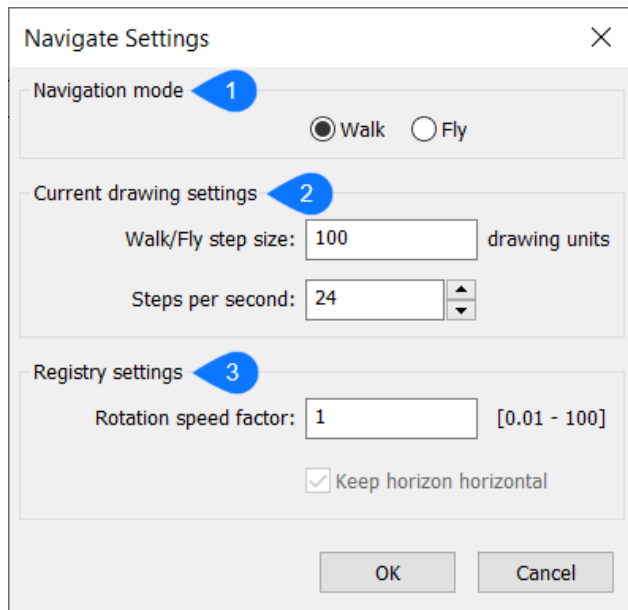 Navigate Settings
Navigation mode 1
Walk Fly
Current drawing settings 2
Walk/Fly step size: 100 drawing units
Steps per second: 24
Registry settings 3
Rotation speed factor: 1 [0.01 - 100]
Keep horizon horizontal
OK Cancel